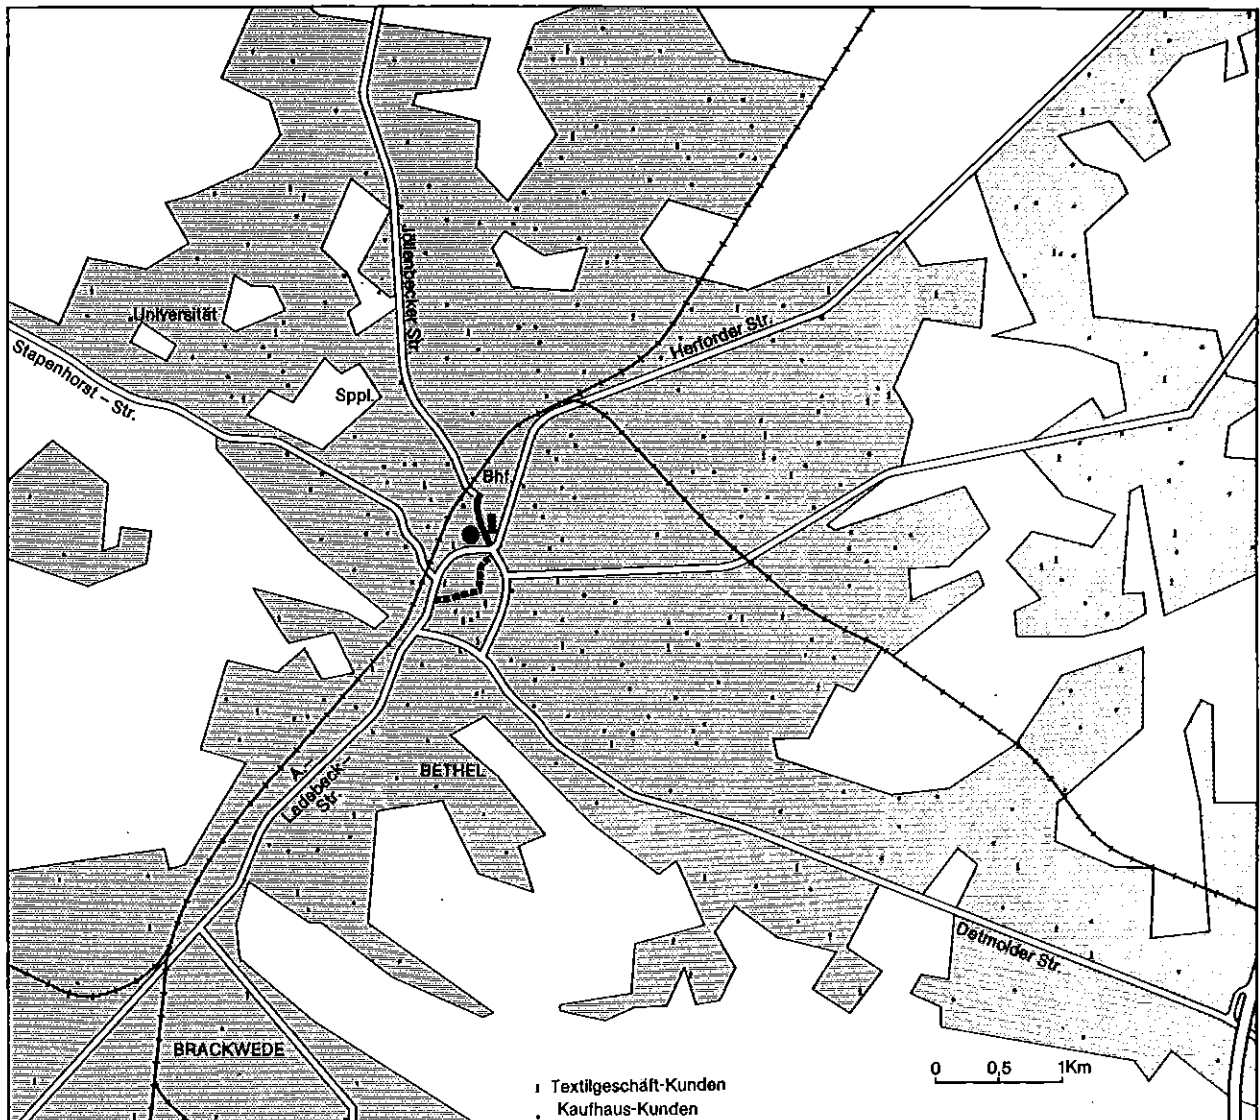 Jöllenbecker Str.
Universität
Stapenhorst – Str.
Sppl.
Herforder Str.
Bhf.
A.–
Ladebeck–
Str.
BETHEL
Detmolder Str.
BRACKWEDE
0 0,5 1Km
Textilgeschäft-Kunden
Kaufhaus-Kunden